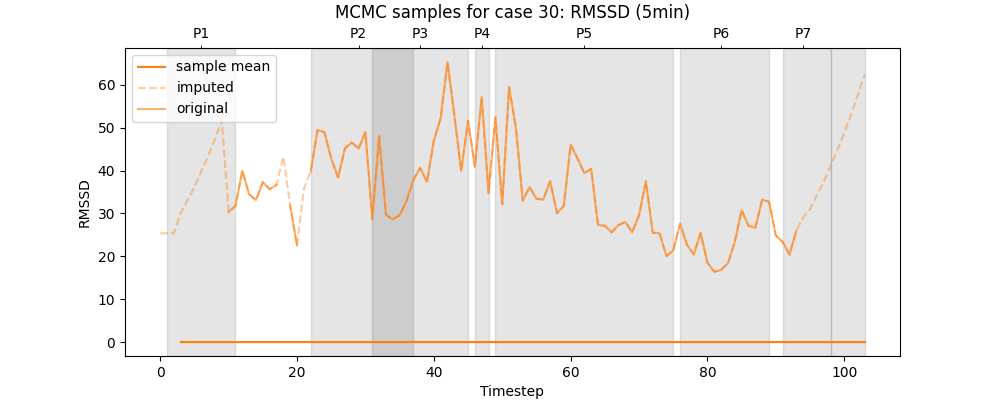 MCMC samples for case 30: RMSSD (5min)
P1 P2 P3 P4 P5 P6 P7
sample mean
imputed
original
60
50
40
30
20
10
0
RMSSD
0 20 40 60 80 100
Timestep